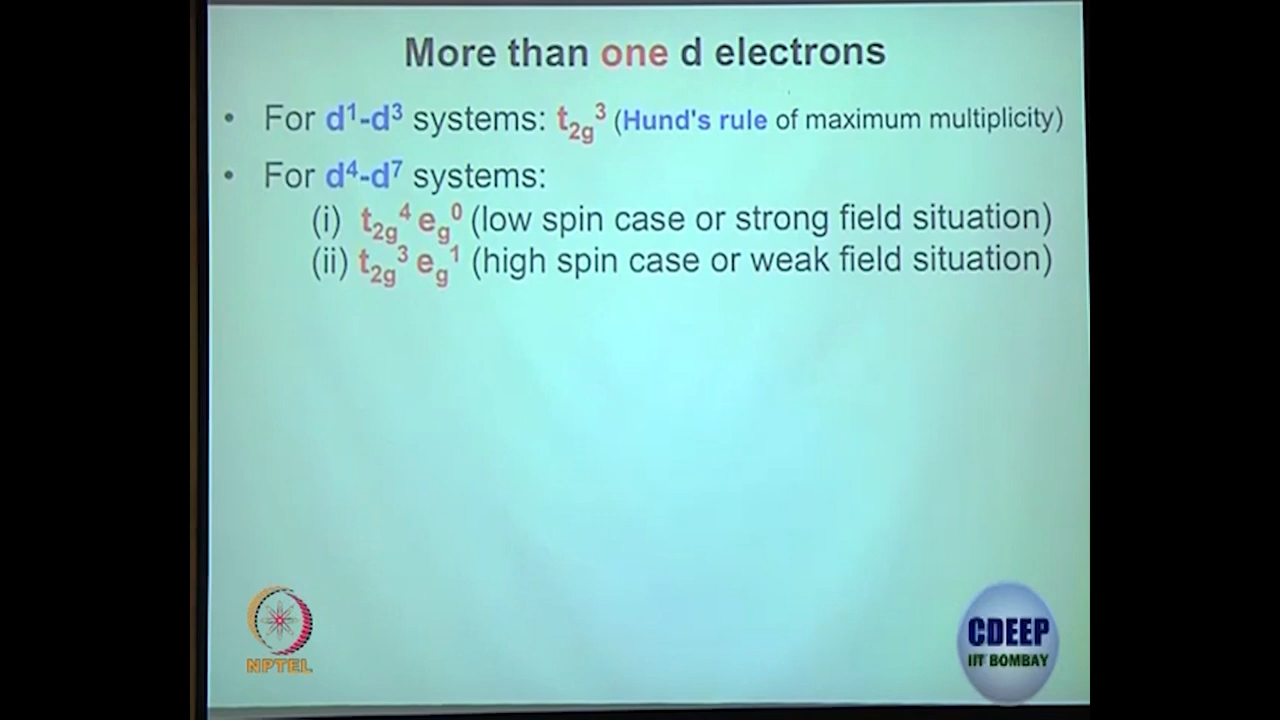 More than one d electrons
• For d¹-d³ systems: t₂g³ (Hund's rule of maximum multiplicity)
• For d⁴-d⁷ systems:
(i) t₂g⁴ eg⁰ (low spin case or strong field situation)
(ii) t₂g³ eg¹ (high spin case or weak field situation)
NPTEL
CDEEP
IIT BOMBAY